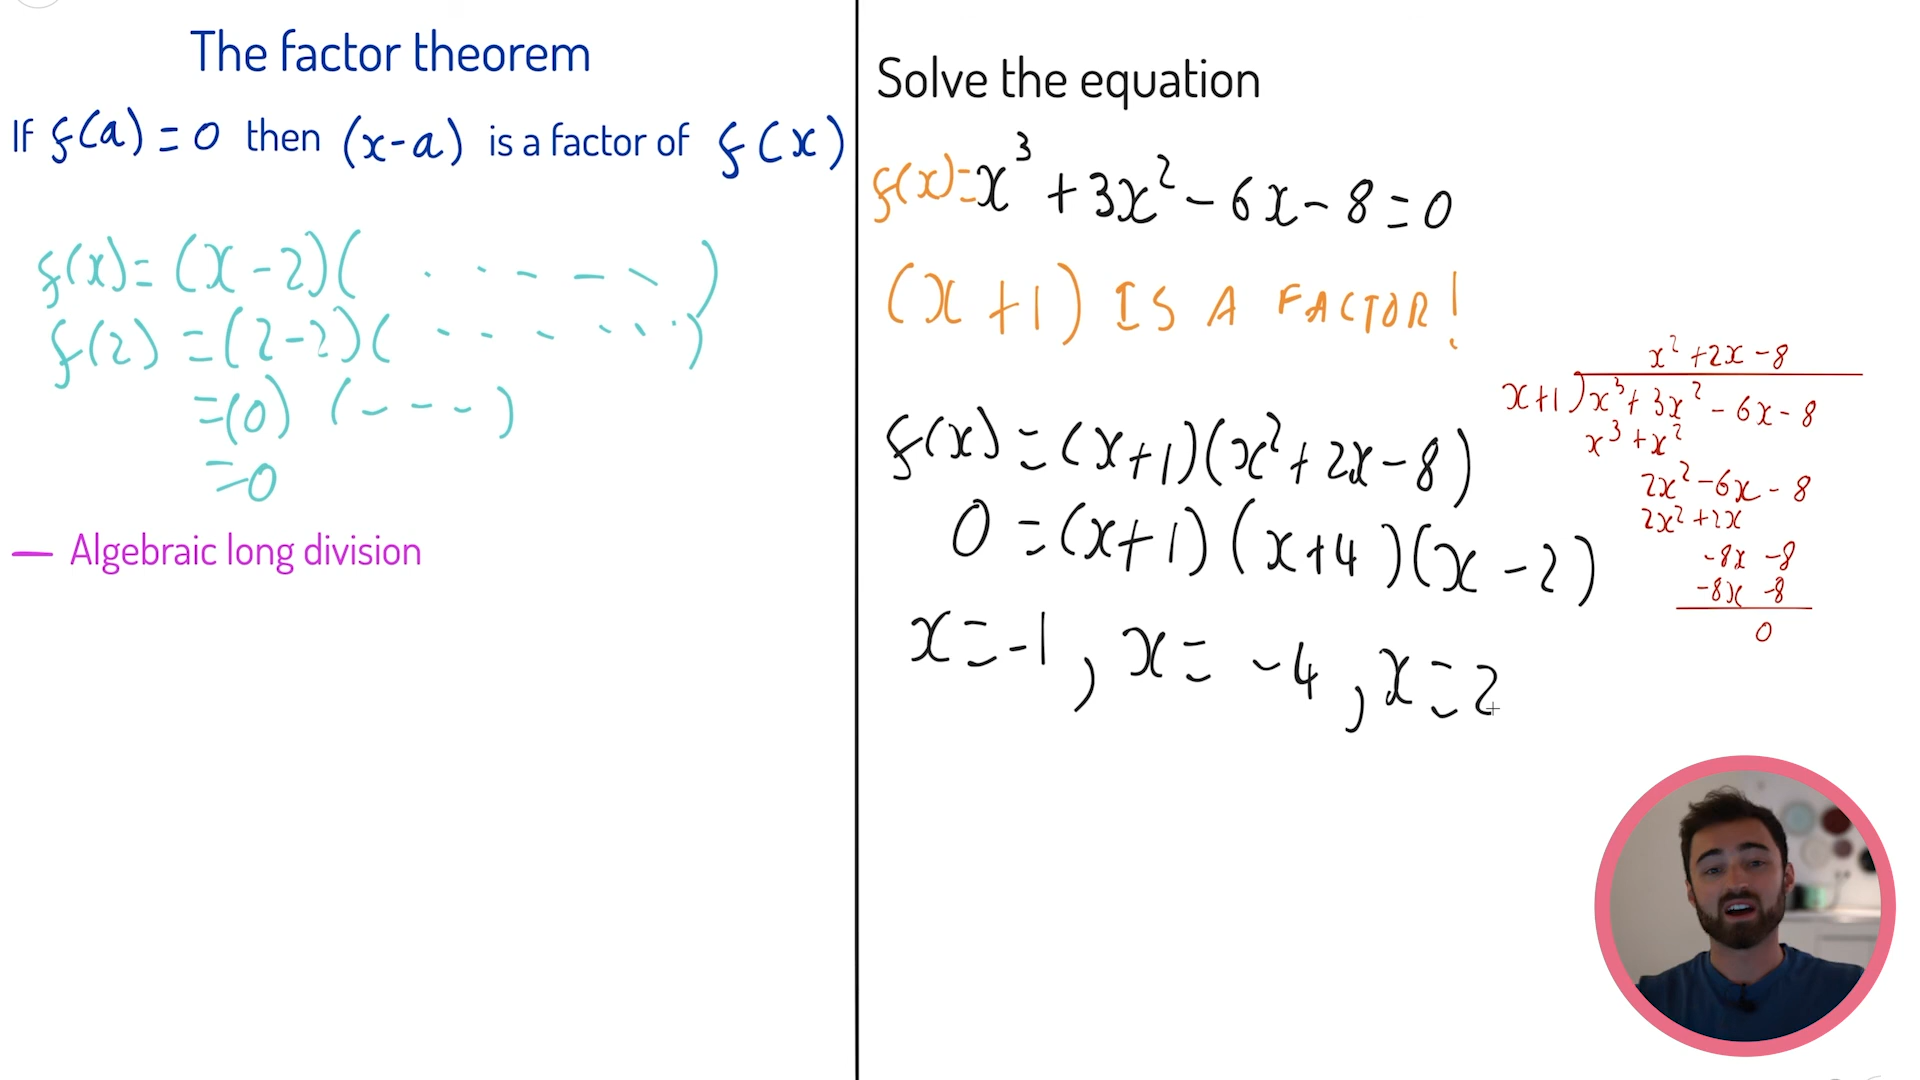 The factor theorem
If f(a) = 0 then (x-a) is a factor of f(x)
f(x) = (x-2)( . . - - - )
f(2) = (2-2)( - - - - - - )
= (0) ( - - - )
= 0
— Algebraic long division
Solve the equation
f(x) = x³ + 3x² - 6x - 8 = 0
(x+1) IS A FACTOR!
f(x) = (x+1)(x²+2x-8)
0 = (x+1)(x+4)(x-2)
x = -1, x = -4, x = 2
x² +2x -8
x+1)x³+3x²-6x-8
x³+x²
2x²-6x-8
2x²+2x
-8x -8
-8x -8
0